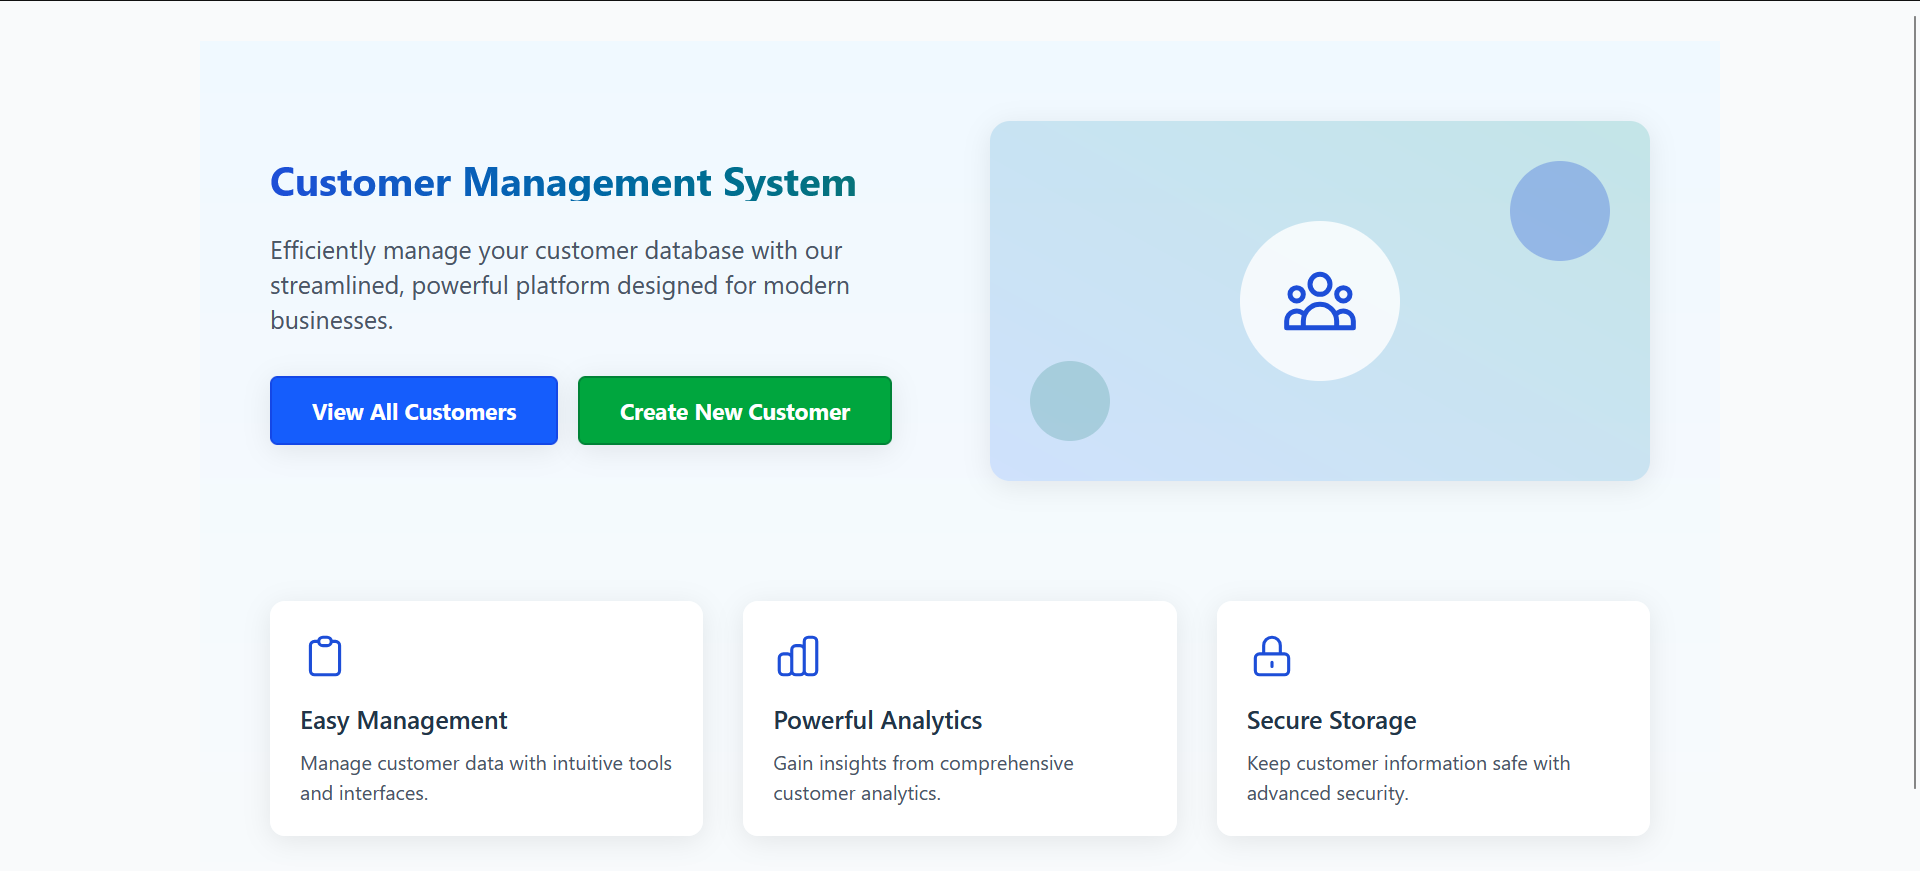 Customer Management System
Efficiently manage your customer database with our
streamlined, powerful platform designed for modern
businesses.
View All Customers
Create New Customer
Easy Management
Manage customer data with intuitive tools
and interfaces.
Powerful Analytics
Gain insights from comprehensive
customer analytics.
Secure Storage
Keep customer information safe with
advanced security.